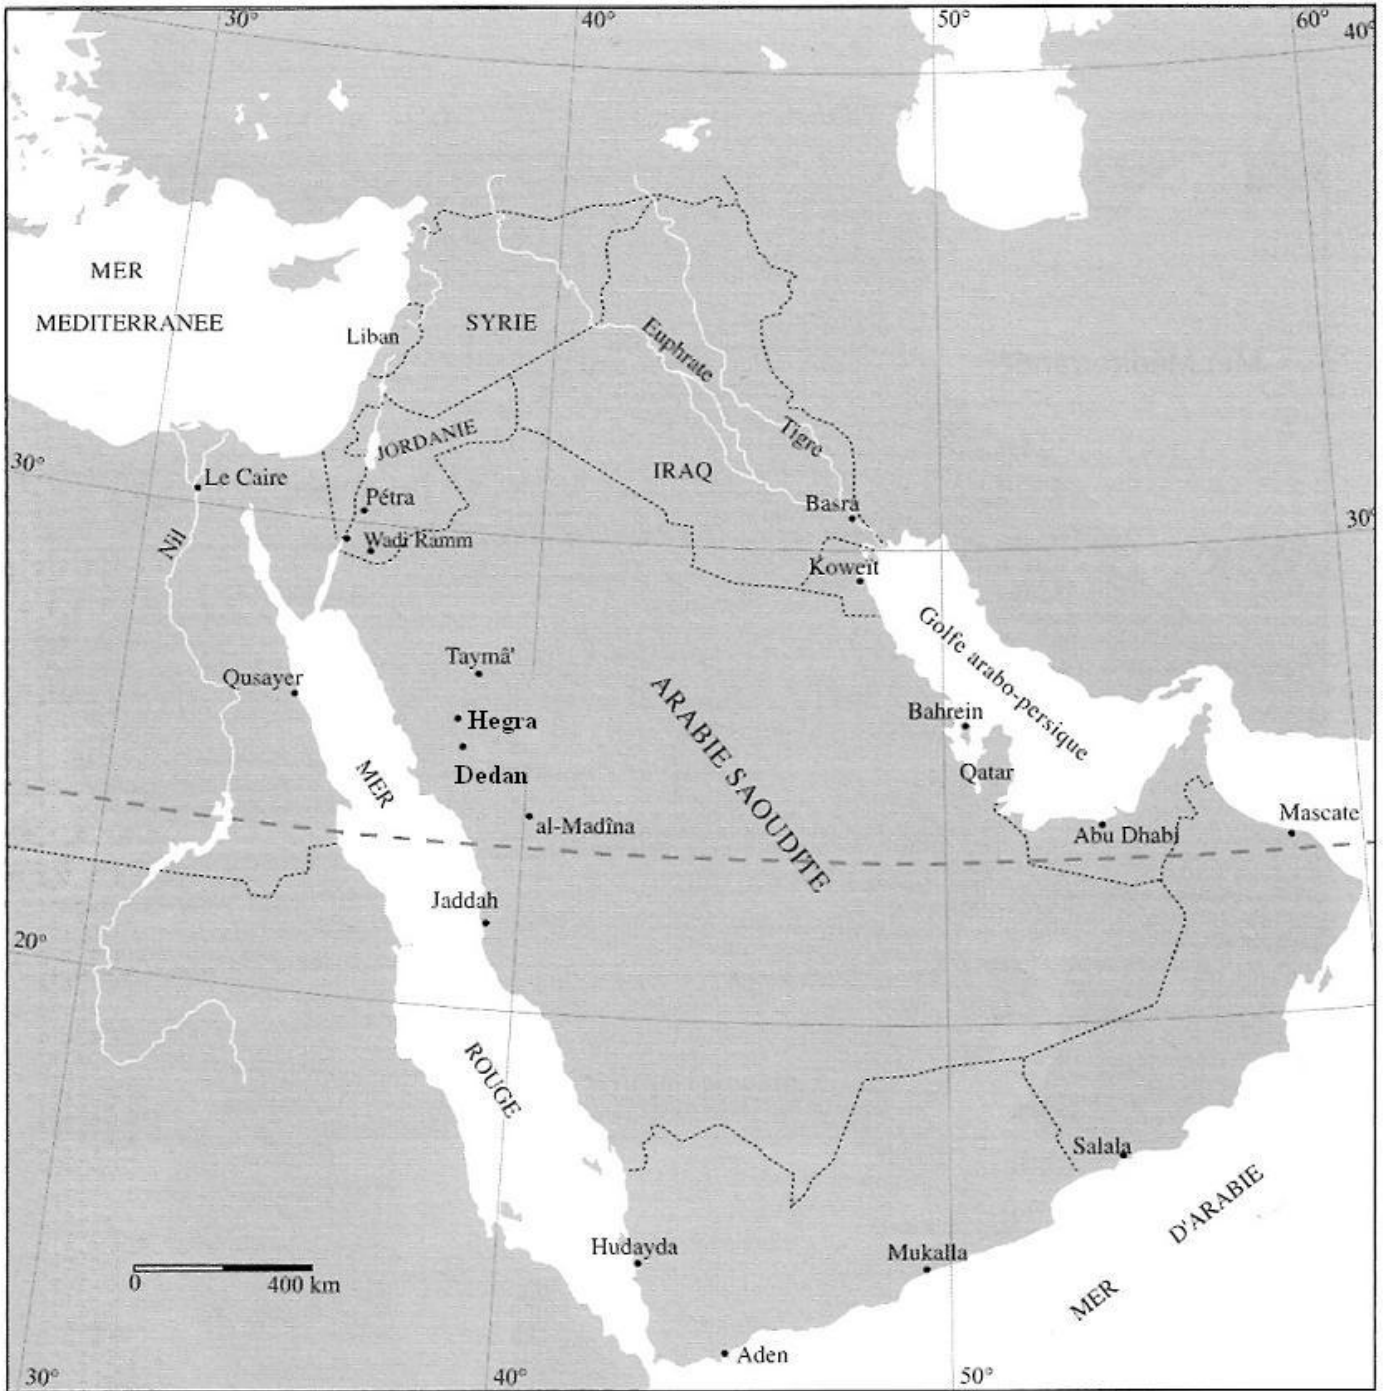 30°
40°
50°
60°
40°
MER
MEDITERRANEE
Liban
SYRIE
Euphrate
JORDANIE
Tigre
IRAQ
30°
Le Caire
Pétra
Basra
30°
Nil
Wadi Ramm
Koweït
Golfe arabo-persique
Taymâ'
Qusayer
ARABIE SAOUDITE
Hegra
Bahrein
MER
Dedan
Qatar
al-Madîna
Abu Dhabi
Mascate
Jaddah
20°
ROUGE
Salala
D'ARABIE
Hudayda
Mukalla
0
400 km
MER
Aden
30°
40°
50°